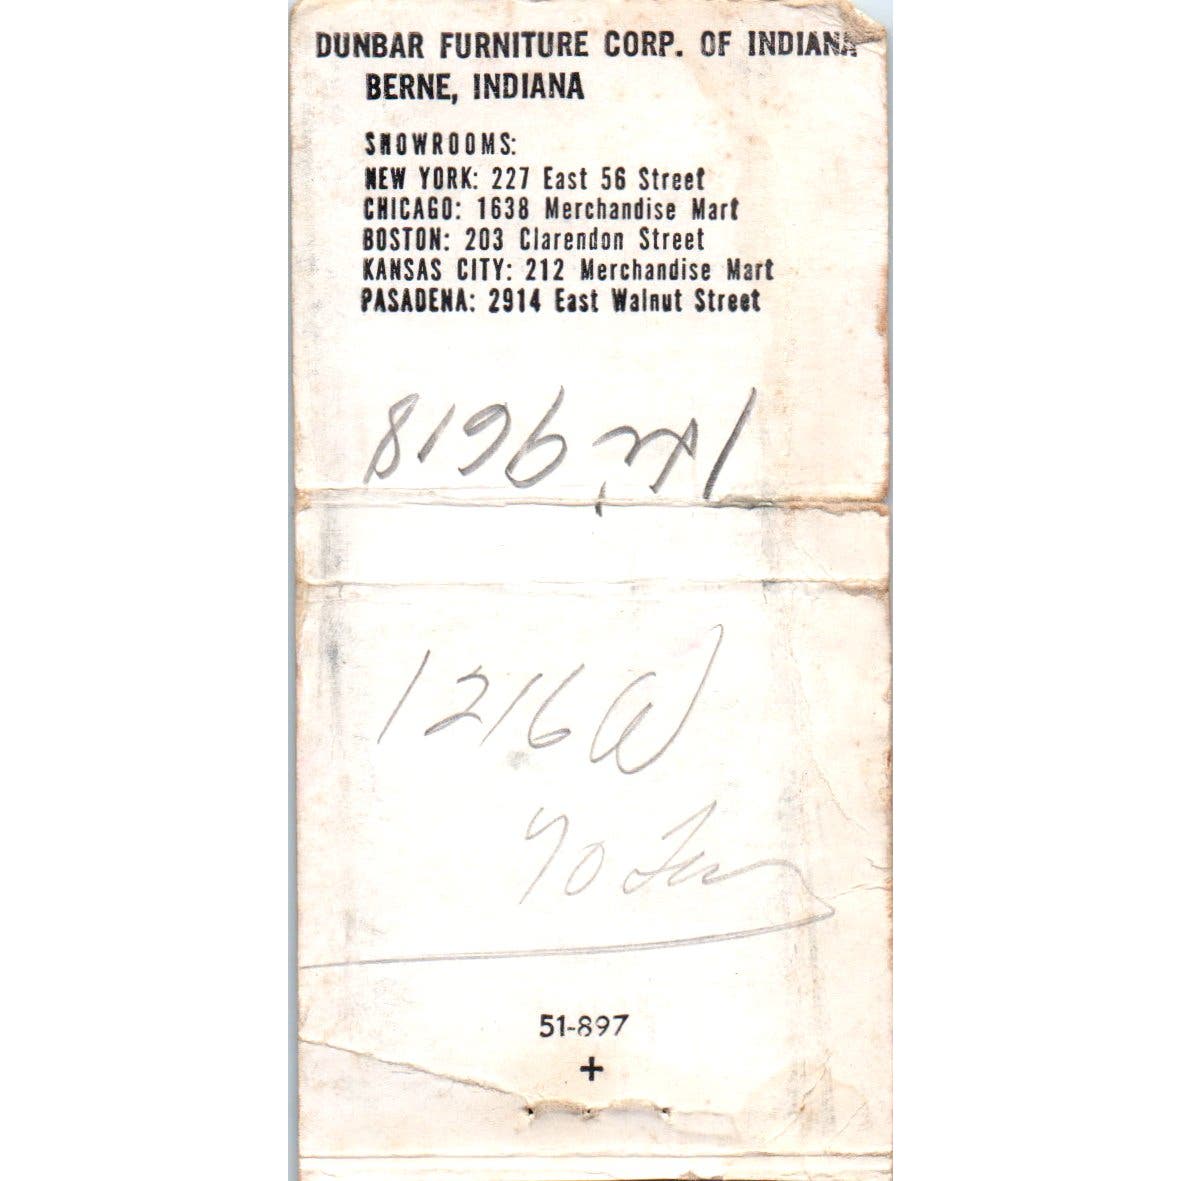 DUNBAR FURNITURE CORP. OF INDIANA
BERNE, INDIANA
SHOWROOMS:
NEW YORK: 227 East 56 Street
CHICAGO: 1638 Merchandise Mart
BOSTON: 203 Clarendon Street
KANSAS CITY: 212 Merchandise Mart
PASADENA: 2914 East Walnut Street
1216 W
70
51-897
+